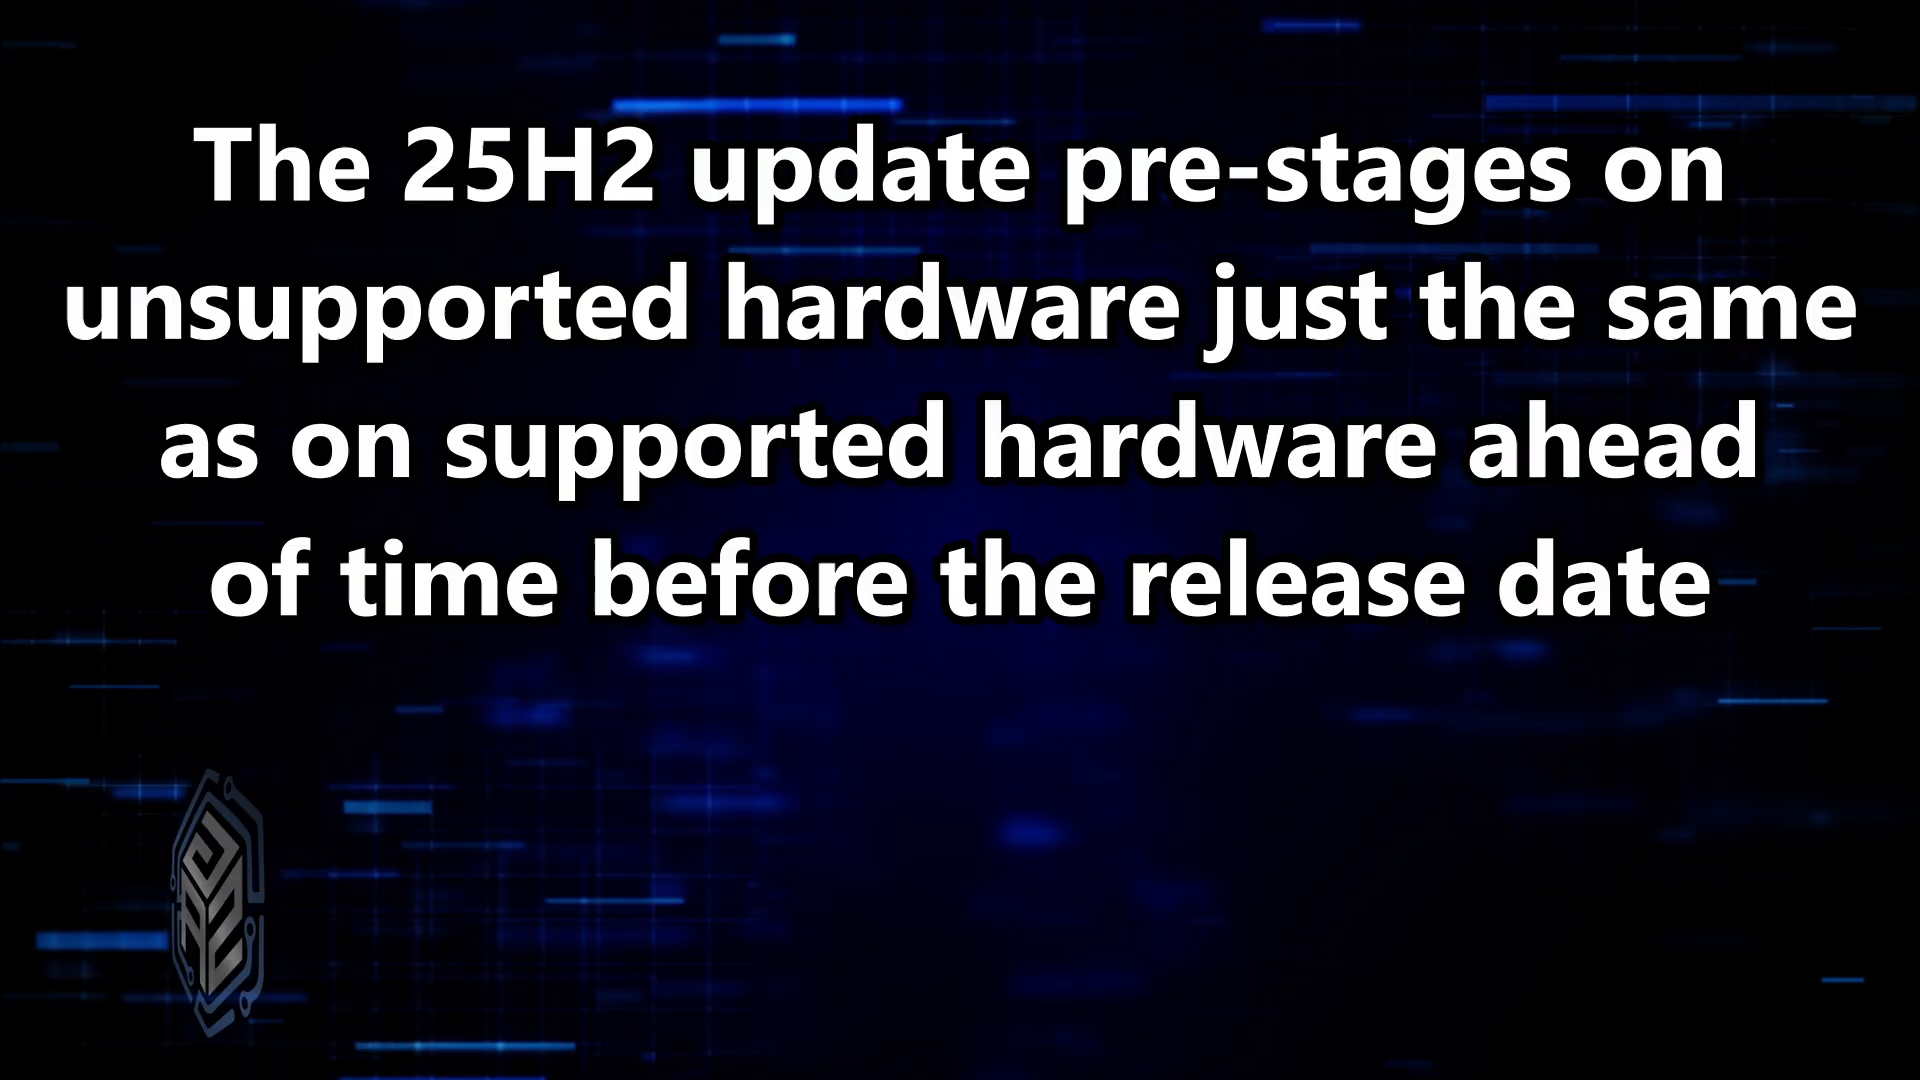 The 25H2 update pre-stages on
unsupported hardware just the same
as on supported hardware ahead
of time before the release date